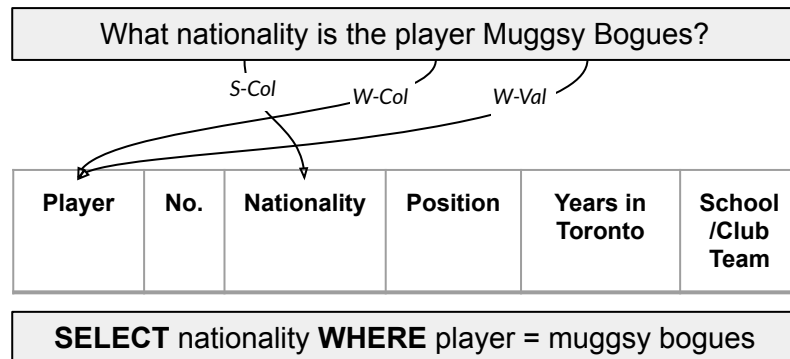 What nationality is the player Muggsy Bogues?
S-Col W-Col W-Val
Player No. Nationality Position Years in School
Toronto /Club
Team
SELECT nationality WHERE player = muggsy bogues